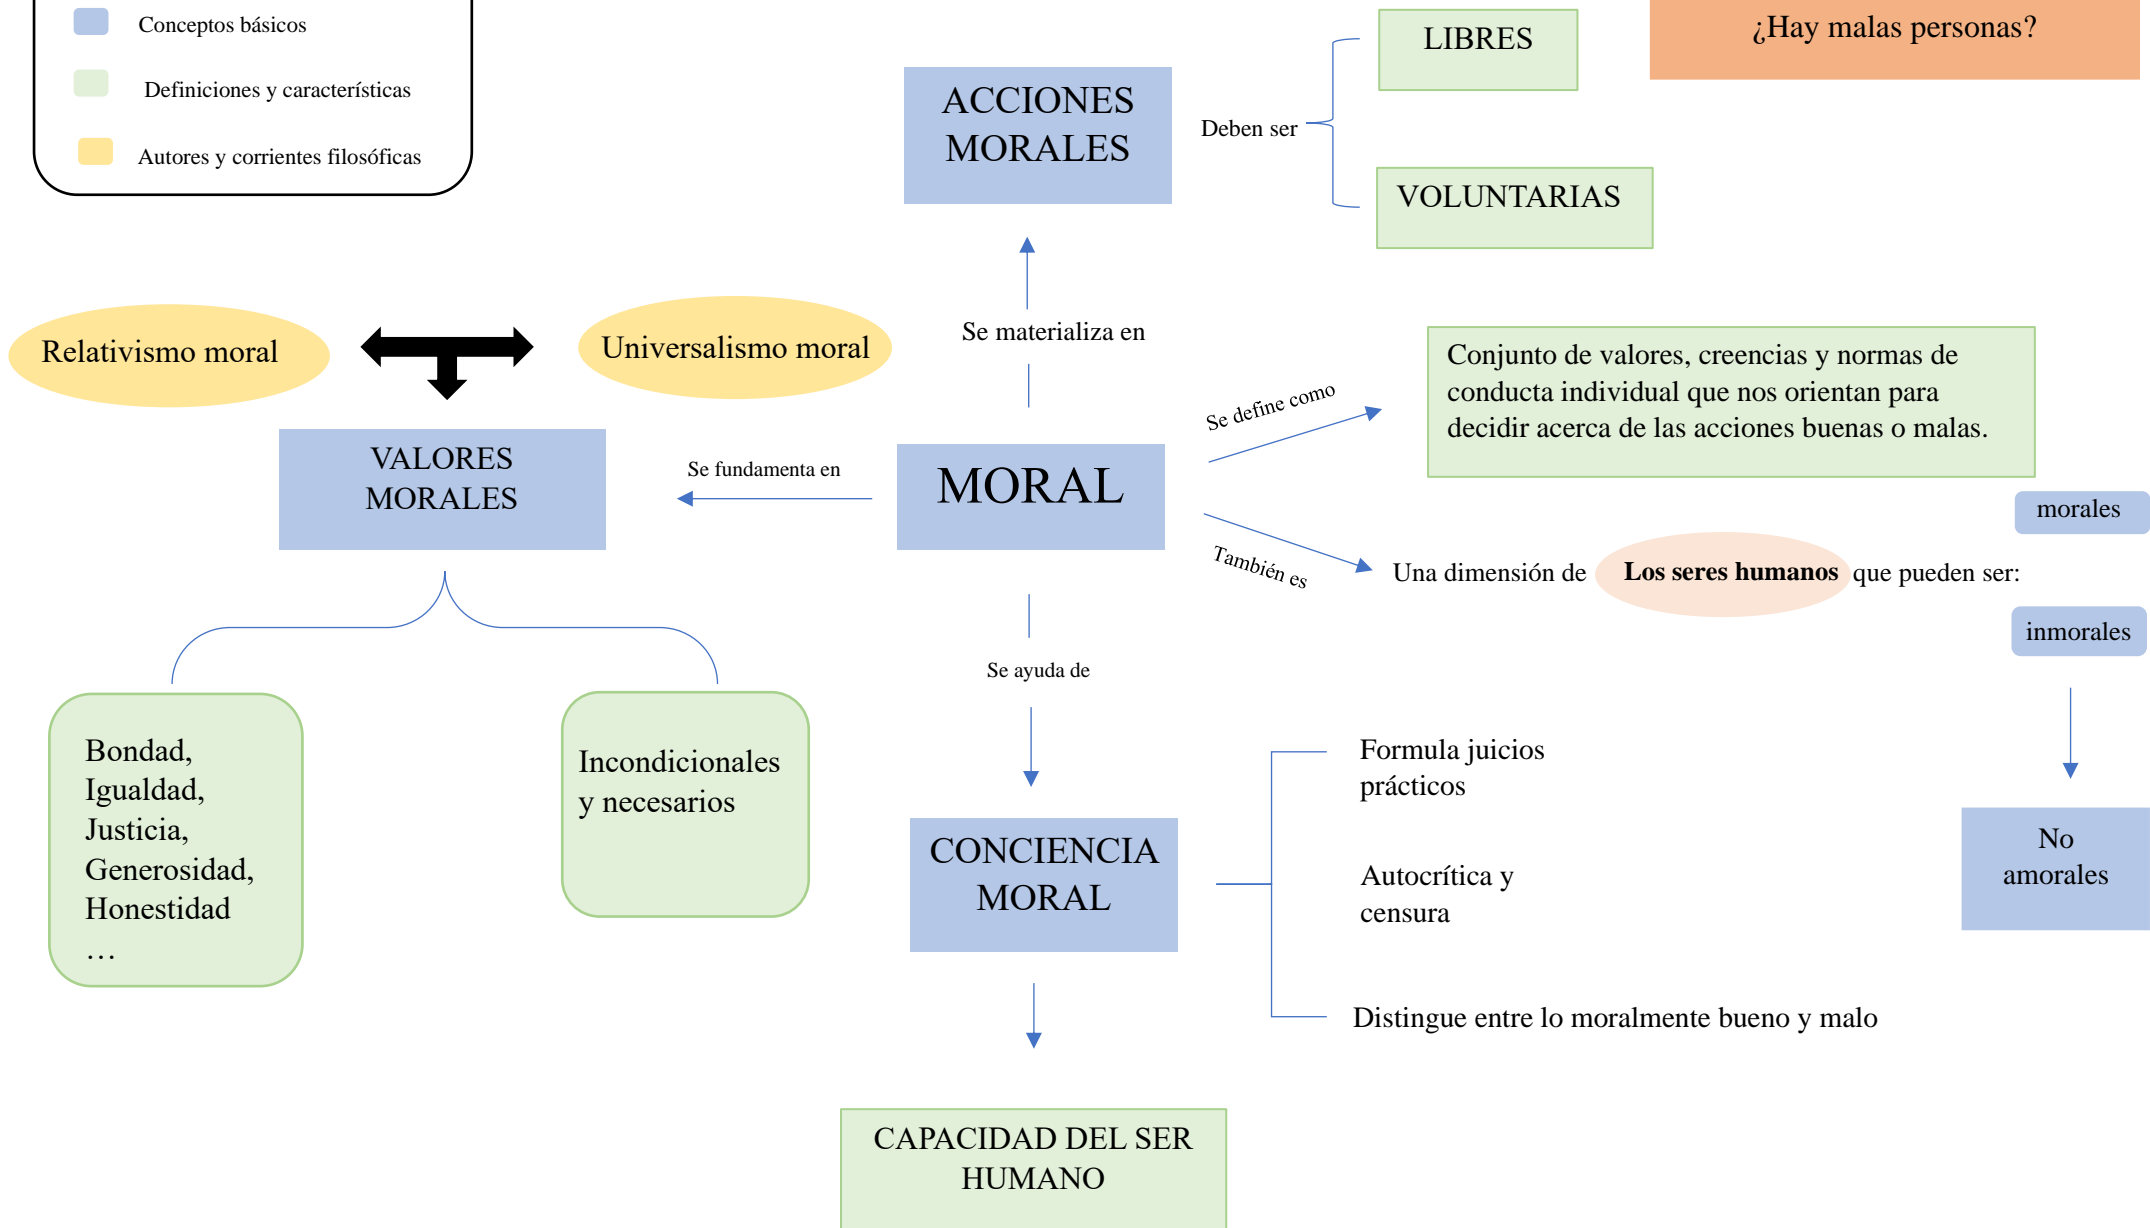 Conceptos básicos
Definiciones y características
Autores y corrientes filosóficas
ACCIONES
MORALES
Deben ser
LIBRES
VOLUNTARIAS
¿Hay malas personas?
Relativismo moral
Universalismo moral
Se materializa en
VALORES
MORALES
Se fundamenta en
MORAL
Se define como
Conjunto de valores, creencias y normas de
conducta individual que nos orientan para
decidir acerca de las acciones buenas o malas.
También es
Una dimensión de Los seres humanos que pueden ser:
morales
inmorales
No
amorales
Bondad,
Igualdad,
Justicia,
Generosidad,
Honestidad
…
Incondicionales
y necesarios
Se ayuda de
CONCIENCIA
MORAL
Formula juicios
prácticos
Autocrítica y
censura
Distingue entre lo moralmente bueno y malo
CAPACIDAD DEL SER
HUMANO